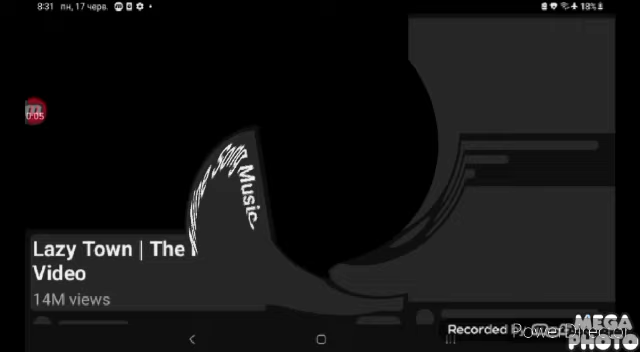 8:31 пн, 17 черв.
18%
0:05
Song Music
Lazy Town | The
Video
14M views
Recorded
PowerDirector
MEGA
PHOTO